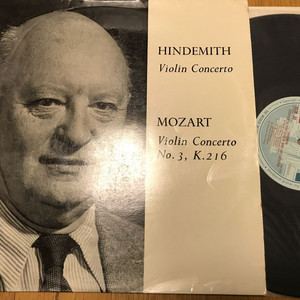 HINDEMITH
Violin Concerto
MOZART
Violin Concerto
No. 3, K.216